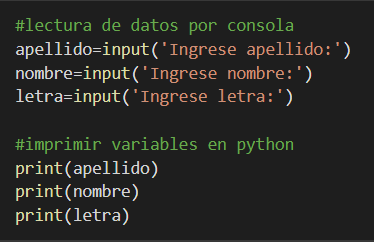 #lectura de datos por consola
apellido=input('Ingrese apellido:')
nombre=input('Ingrese nombre:')
letra=input('Ingrese letra:')
#imprimir variables en python
print(apellido)
print(nombre)
print(letra)